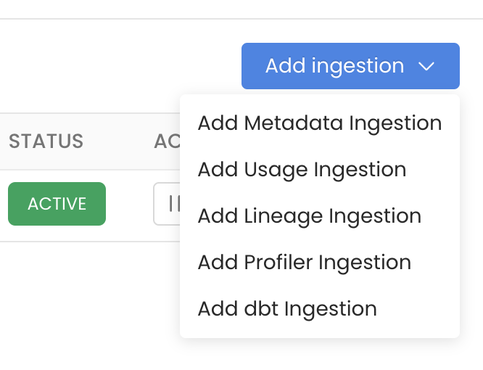 Add ingestion
Add Metadata Ingestion
STATUS
Add Usage Ingestion
ACTIVE
Add Lineage Ingestion
Add Profiler Ingestion
Add dbt Ingestion